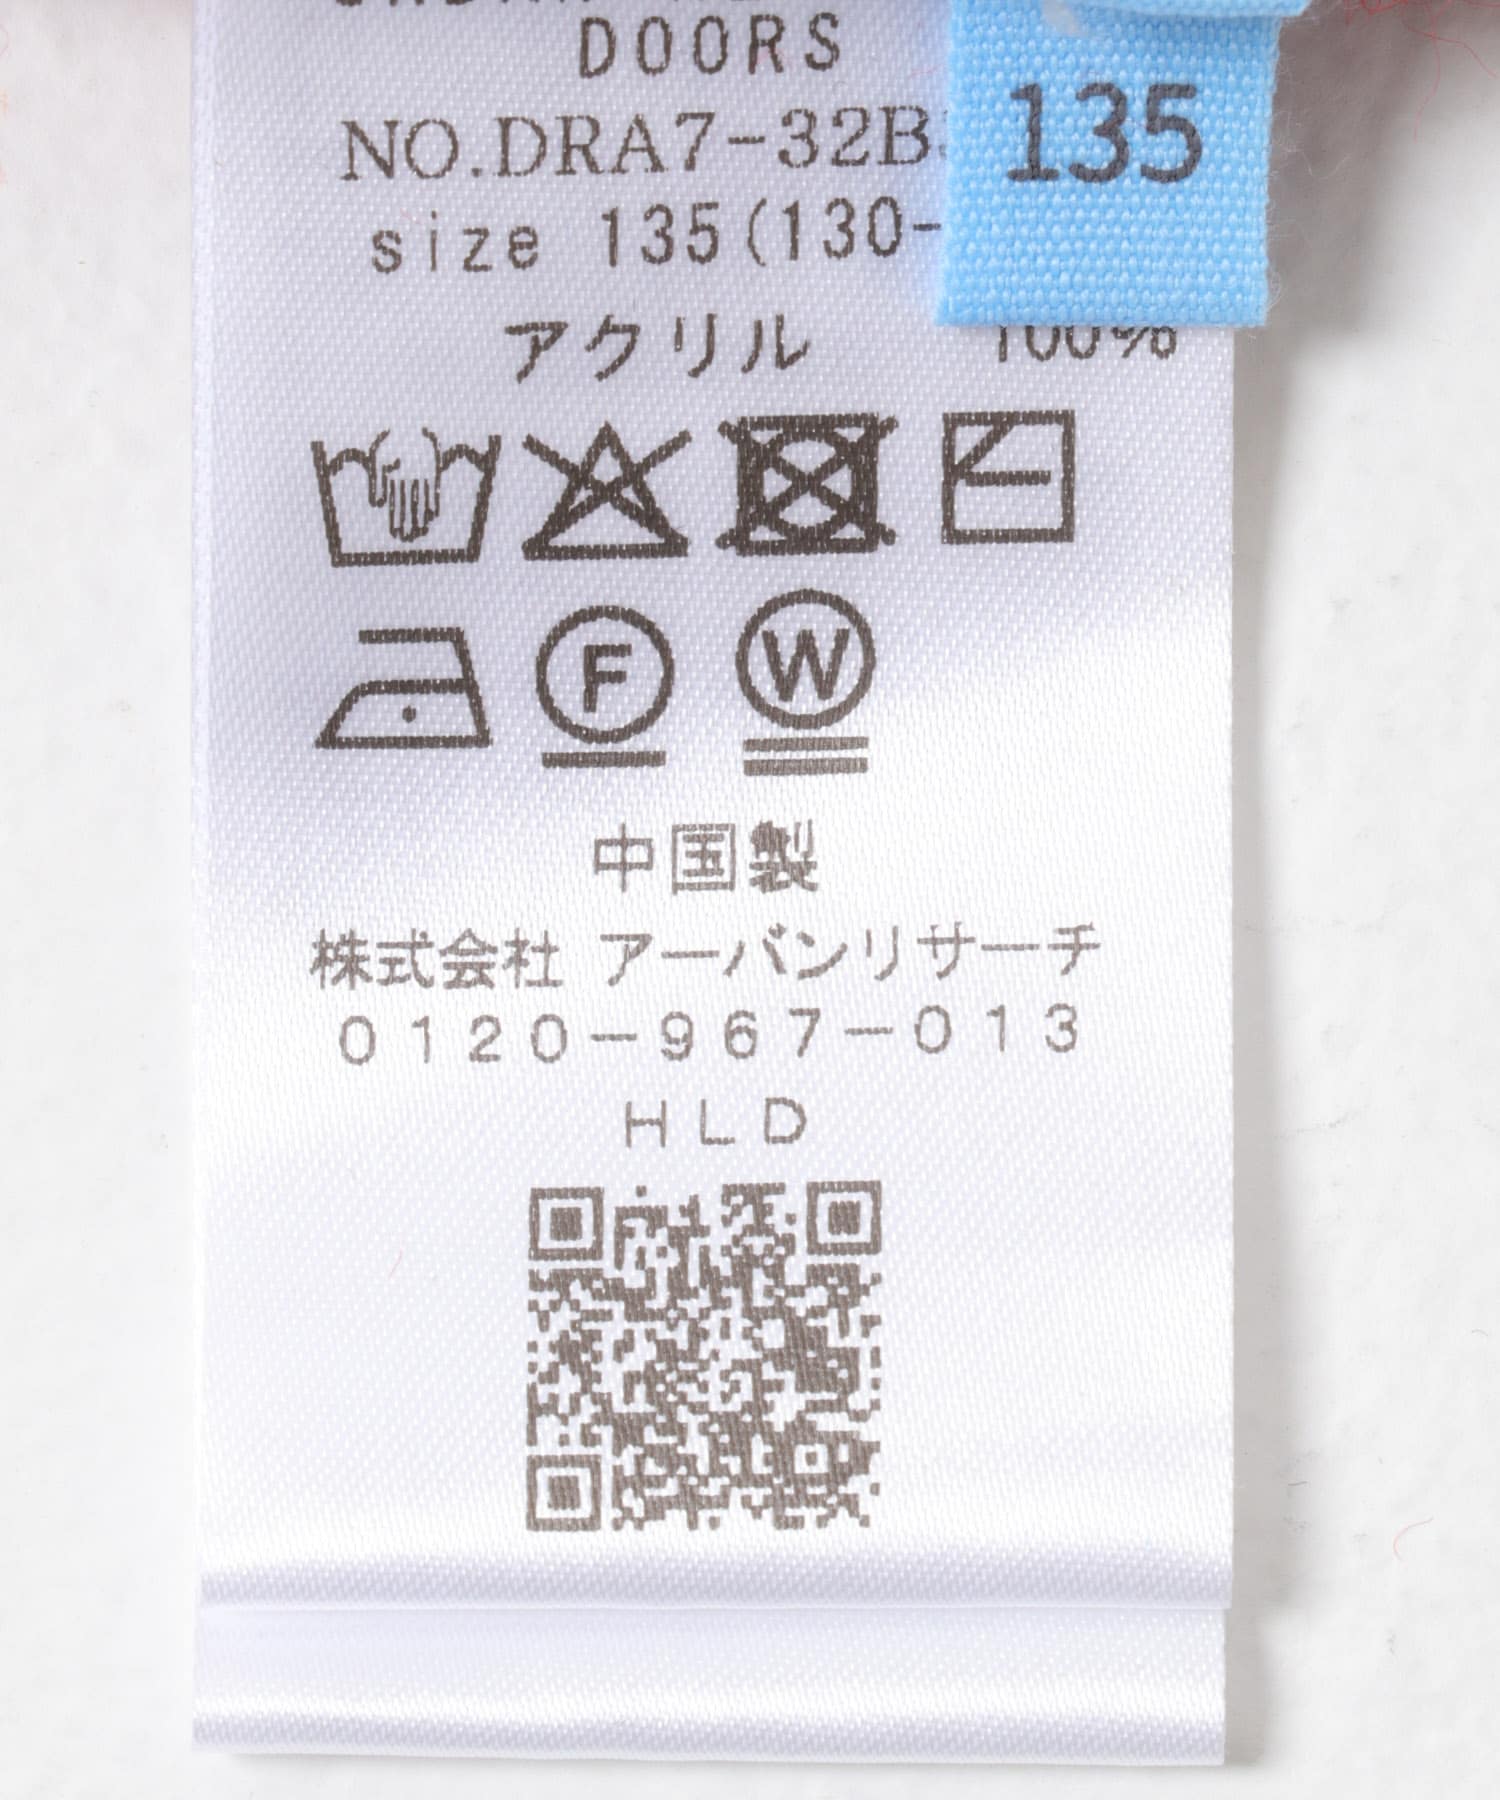 DOORS
NO.DRA7-32B
135
size 135(130-
アクリル 100%
F
W
中国製
株式会社 アーバンリサーチ
0120-967-013
HLD